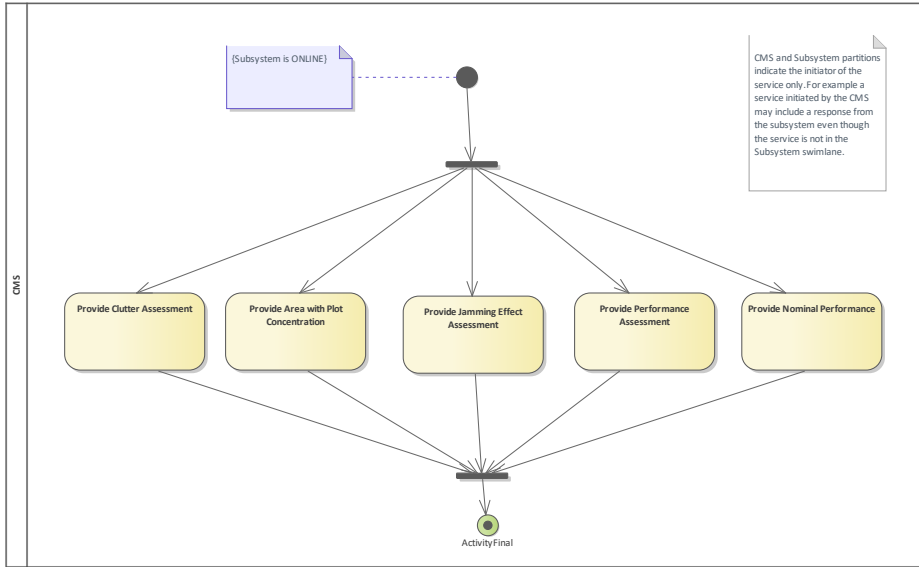 {Subsystem is ONLINE}
CMS and Subsystem partitions
indicate the initiator of the
service only. For example a
service initiated by the CMS
may include a response from
the subsystem even though
the service is not in the
Subsystem swimlane.
CMS
Provide Clutter Assessment
Provide Area with Plot
Concentration
Provide Jamming Effect
Assessment
Provide Performance
Assessment
Provide Nominal Performance
ActivityFinal